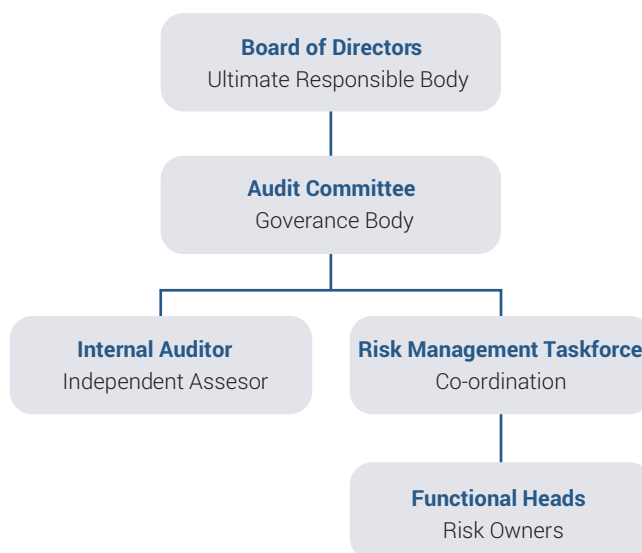 Board of Directors
Ultimate Responsible Body
Audit Committee
Goverance Body
Internal Auditor
Independent Assesor
Risk Management Taskforce
Co-ordination
Functional Heads
Risk Owners